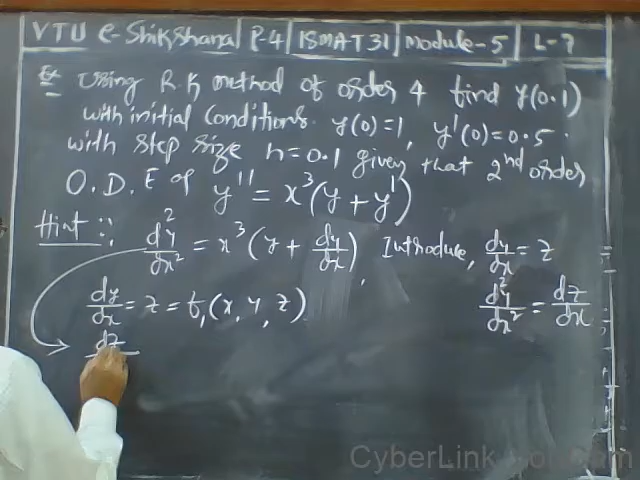 VTU e-Shikshana | P-4 | 15MAT31 | Module-5 | L-7
Ex Using R.K method of order 4 find y(0.1)
with initial conditions. y(0)=1, y'(0)=0.5.
with step size h=0.1 given that 2nd order
O.D.E of y'' = x³(y + y')
Hint:: d²y/dx² = x³(y + dy/dx), Introduce, dy/dx = z
dy/dx = z = f₁(x, y, z) d²y/dx² = dz/dx
dz
CyberLink